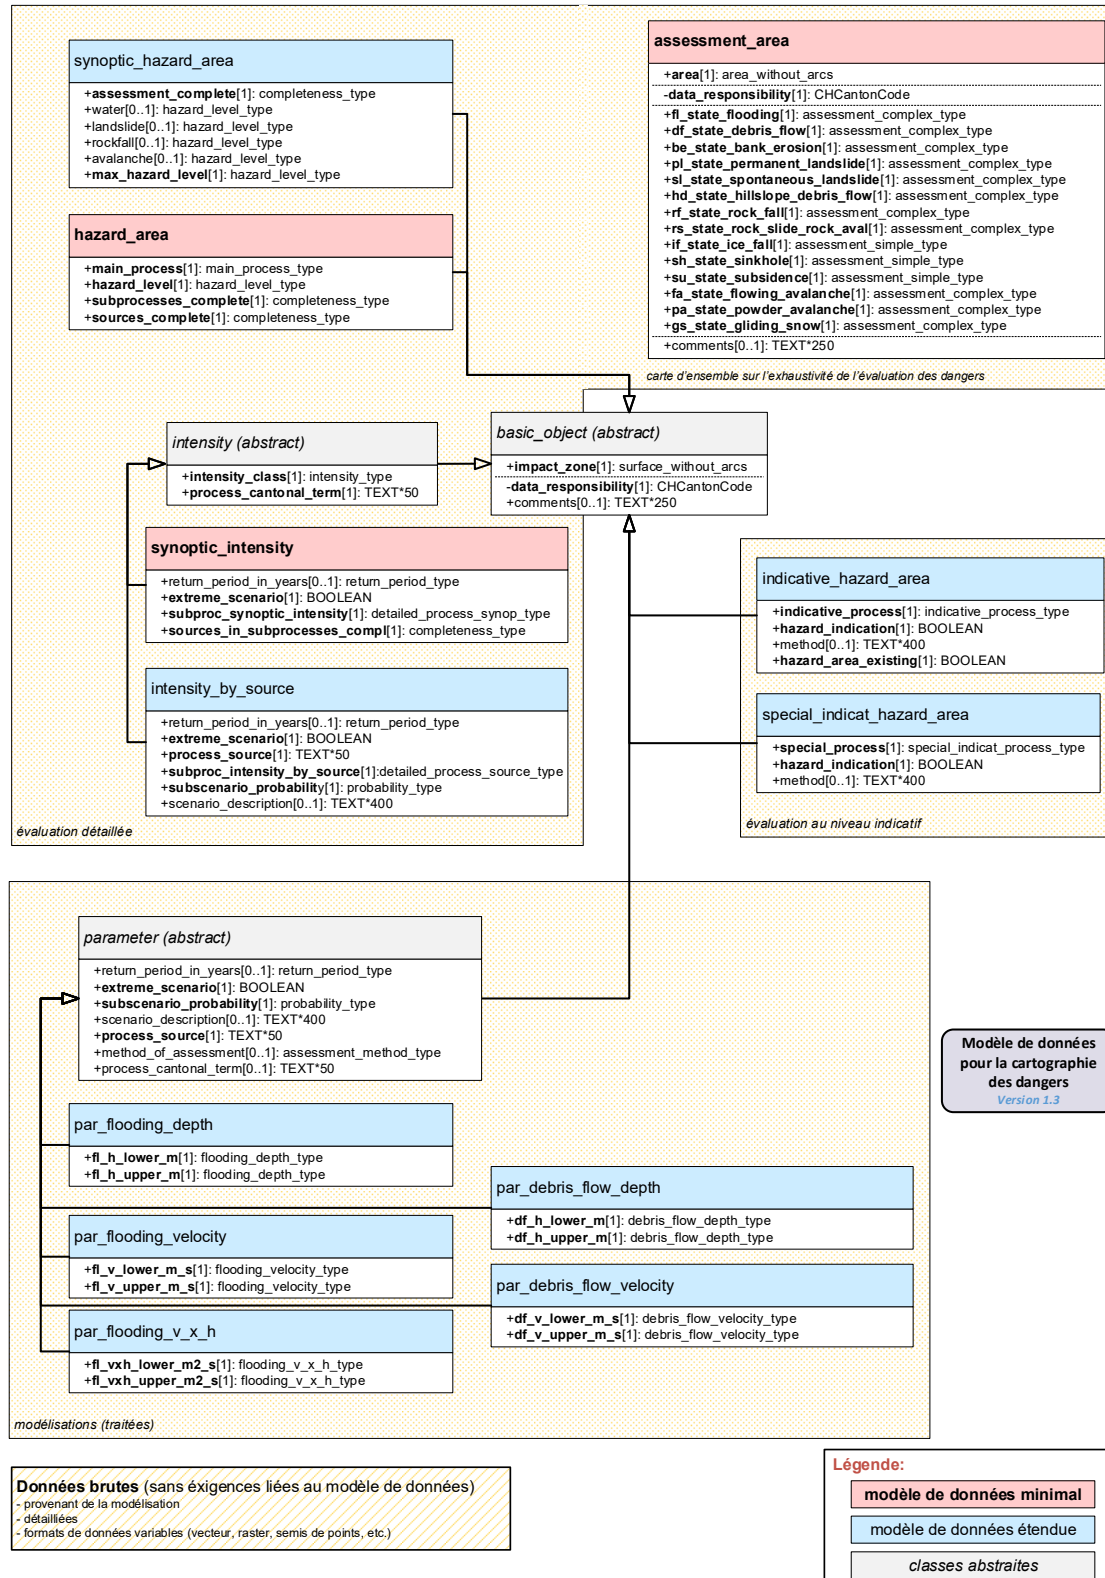 synoptic_hazard_area
+assessment_complete[1]: completeness_type
+water[0..1]: hazard_level_type
+landslide[0..1]: hazard_level_type
+rockfall[0..1]: hazard_level_type
+avalanche[0..1]: hazard_level_type
+max_hazard_level[1]: hazard_level_type
hazard_area
+main_process[1]: main_process_type
+hazard_level[1]: hazard_level_type
+subprocesses_complete[1]: completeness_type
+sources_complete[1]: completeness_type
assessment_area
+area[1]: area_without_arcs
-data_responsibility[1]: CHCantonCode
+fl_state_flooding[1]: assessment_complex_type
+df_state_debris_flow[1]: assessment_complex_type
+be_state_bank_erosion[1]: assessment_complex_type
+pl_state_permanent_landslide[1]: assessment_complex_type
+sl_state_spontaneous_landslide[1]: assessment_complex_type
+hd_state_hillslope_debris_flow[1]: assessment_complex_type
+rf_state_rock_fall[1]: assessment_complex_type
+rs_state_rock_slide_rock_aval[1]: assessment_complex_type
+if_state_ice_fall[1]: assessment_simple_type
+sh_state_sinkhole[1]: assessment_simple_type
+su_state_subsidence[1]: assessment_simple_type
+fa_state_flowing_avalanche[1]: assessment_complex_type
+pa_state_powder_avalanche[1]: assessment_complex_type
+gs_state_gliding_snow[1]: assessment_complex_type
+comments[0..1]: TEXT*250
carte d'ensemble sur l'exhaustivité de l'évaluation des dangers
intensity (abstract)
+intensity_class[1]: intensity_type
+process_cantonal_term[1]: TEXT*50
basic_object (abstract)
+impact_zone[1]: surface_without_arcs
-data_responsibility[1]: CHCantonCode
+comments[0..1]: TEXT*250
synoptic_intensity
+return_period_in_years[0..1]: return_period_type
+extreme_scenario[1]: BOOLEAN
+subproc_synoptic_intensity[1]: detailed_process_synop_type
+sources_in_subprocesses_compl[1]: completeness_type
intensity_by_source
+return_period_in_years[0..1]: return_period_type
+extreme_scenario[1]: BOOLEAN
+process_source[1]: TEXT*50
+subproc_intensity_by_source[1]:detailed_process_source_type
+subscenario_probability[1]: probability_type
+scenario_description[0..1]: TEXT*400
évaluation détaillée
indicative_hazard_area
+indicative_process[1]: indicative_process_type
+hazard_indication[1]: BOOLEAN
+method[0..1]: TEXT*400
+hazard_area_existing[1]: BOOLEAN
special_indicat_hazard_area
+special_process[1]: special_indicat_process_type
+hazard_indication[1]: BOOLEAN
+method[0..1]: TEXT*400
évaluation au niveau indicatif
parameter (abstract)
+return_period_in_years[0..1]: return_period_type
+extreme_scenario[1]: BOOLEAN
+subscenario_probability[1]: probability_type
+scenario_description[0..1]: TEXT*400
+process_source[1]: TEXT*50
+method_of_assessment[0..1]: assessment_method_type
+process_cantonal_term[0..1]: TEXT*50
Modèle de données
pour la cartographie
des dangers
Version 1.3
par_flooding_depth
+fl_h_lower_m[1]: flooding_depth_type
+fl_h_upper_m[1]: flooding_depth_type
par_debris_flow_depth
+df_h_lower_m[1]: debris_flow_depth_type
+df_h_upper_m[1]: debris_flow_depth_type
par_flooding_velocity
+fl_v_lower_m_s[1]: flooding_velocity_type
+fl_v_upper_m_s[1]: flooding_velocity_type
par_debris_flow_velocity
+df_v_lower_m_s[1]: debris_flow_velocity_type
+df_v_upper_m_s[1]: debris_flow_velocity_type
par_flooding_v_x_h
+fl_vxh_lower_m2_s[1]: flooding_v_x_h_type
+fl_vxh_upper_m2_s[1]: flooding_v_x_h_type
modélisations (traitées)
Données brutes (sans éxigences liées au modèle de données)
- provenant de la modélisation
- détailliées
- formats de données variables (vecteur, raster, semis de points, etc.)
Légende:
modèle de données minimal
modèle de données étendue
classes abstraites